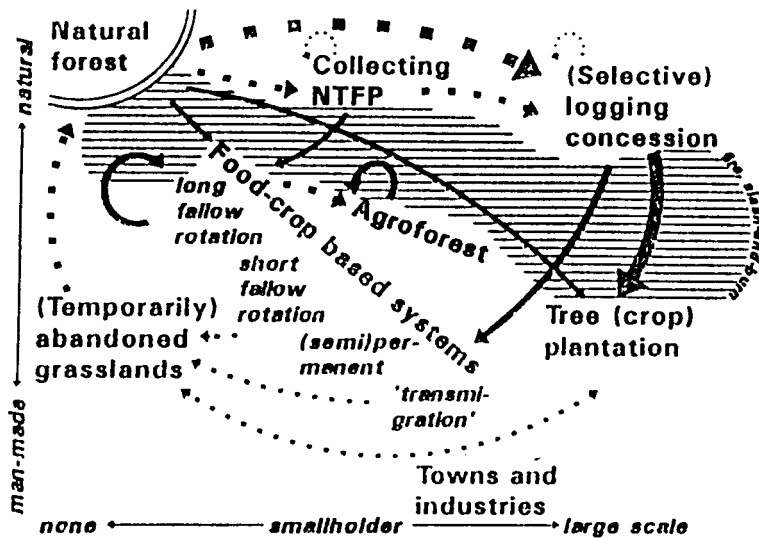 Natural
forest
Collecting
NTFP
(Selective)
logging
concession
natural
Food-crop based systems
long
fallow
rotation
Agroforest
short
fallow
rotation
(Temporarily)
abandoned
grasslands
(semi)per-
manent
'transmi-
gration'
Tree (crop)
plantation
Towns and
industries
man-made
none
smallholder
large scale